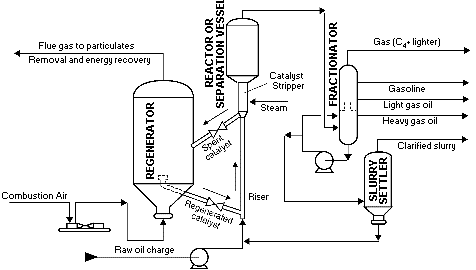 REACTOR OR
SEPARATION VESSEL
Flue gas to particulates
Removal and energy recovery
REGENERATOR
Catalyst
Stripper
Steam
Spent
catalyst
FRACTIONATOR
Gas (C4+ lighter)
Gasoline
Light gas oil
Heavy gas oil
Clarified slurry
SLURRY
SETTLER
Combustion Air
Regenerated
catalyst
Riser
Raw oil charge